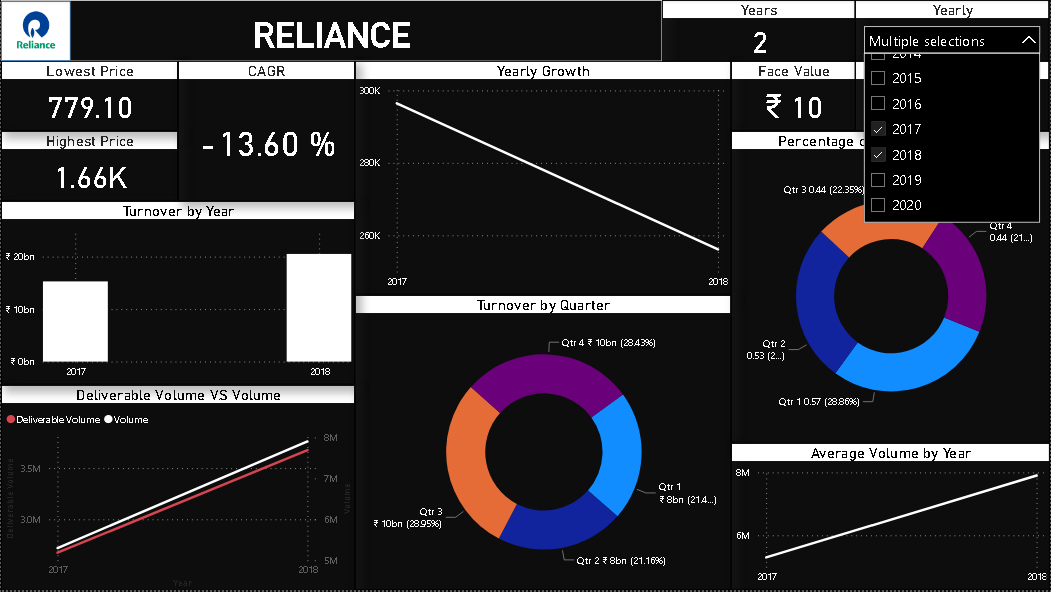 Reliance
RELIANCE
Years
2
Yearly
Multiple selections
2014
2015
2016
2017
2018
2019
2020
Lowest Price
779.10
Highest Price
1.66K
CAGR
-13.60 %
Yearly Growth
300K
280K
260K
2017
2018
Face Value
₹ 10
Turnover by Year
₹ 20bn
₹ 10bn
₹ 0bn
2017
2018
Deliverable Volume VS Volume
Deliverable Volume
Volume
3.5M
3.0M
8M
7M
6M
5M
Deliverable Volume
Volume
2017
2018
Year
Turnover by Quarter
Qtr 4 ₹ 10bn (28.43%)
Qtr 1
₹ 8bn (21.4...)
Qtr 2 ₹ 8bn (21.16%)
Qtr 3
₹ 10bn (28.95%)
Percentage
Qtr 3 0.44 (22.35%)
Qtr 4
0.44 (21...)
Qtr 2
0.53 (2...)
Qtr 1 0.57 (28.86%)
Average Volume by Year
8M
6M
2017
2018